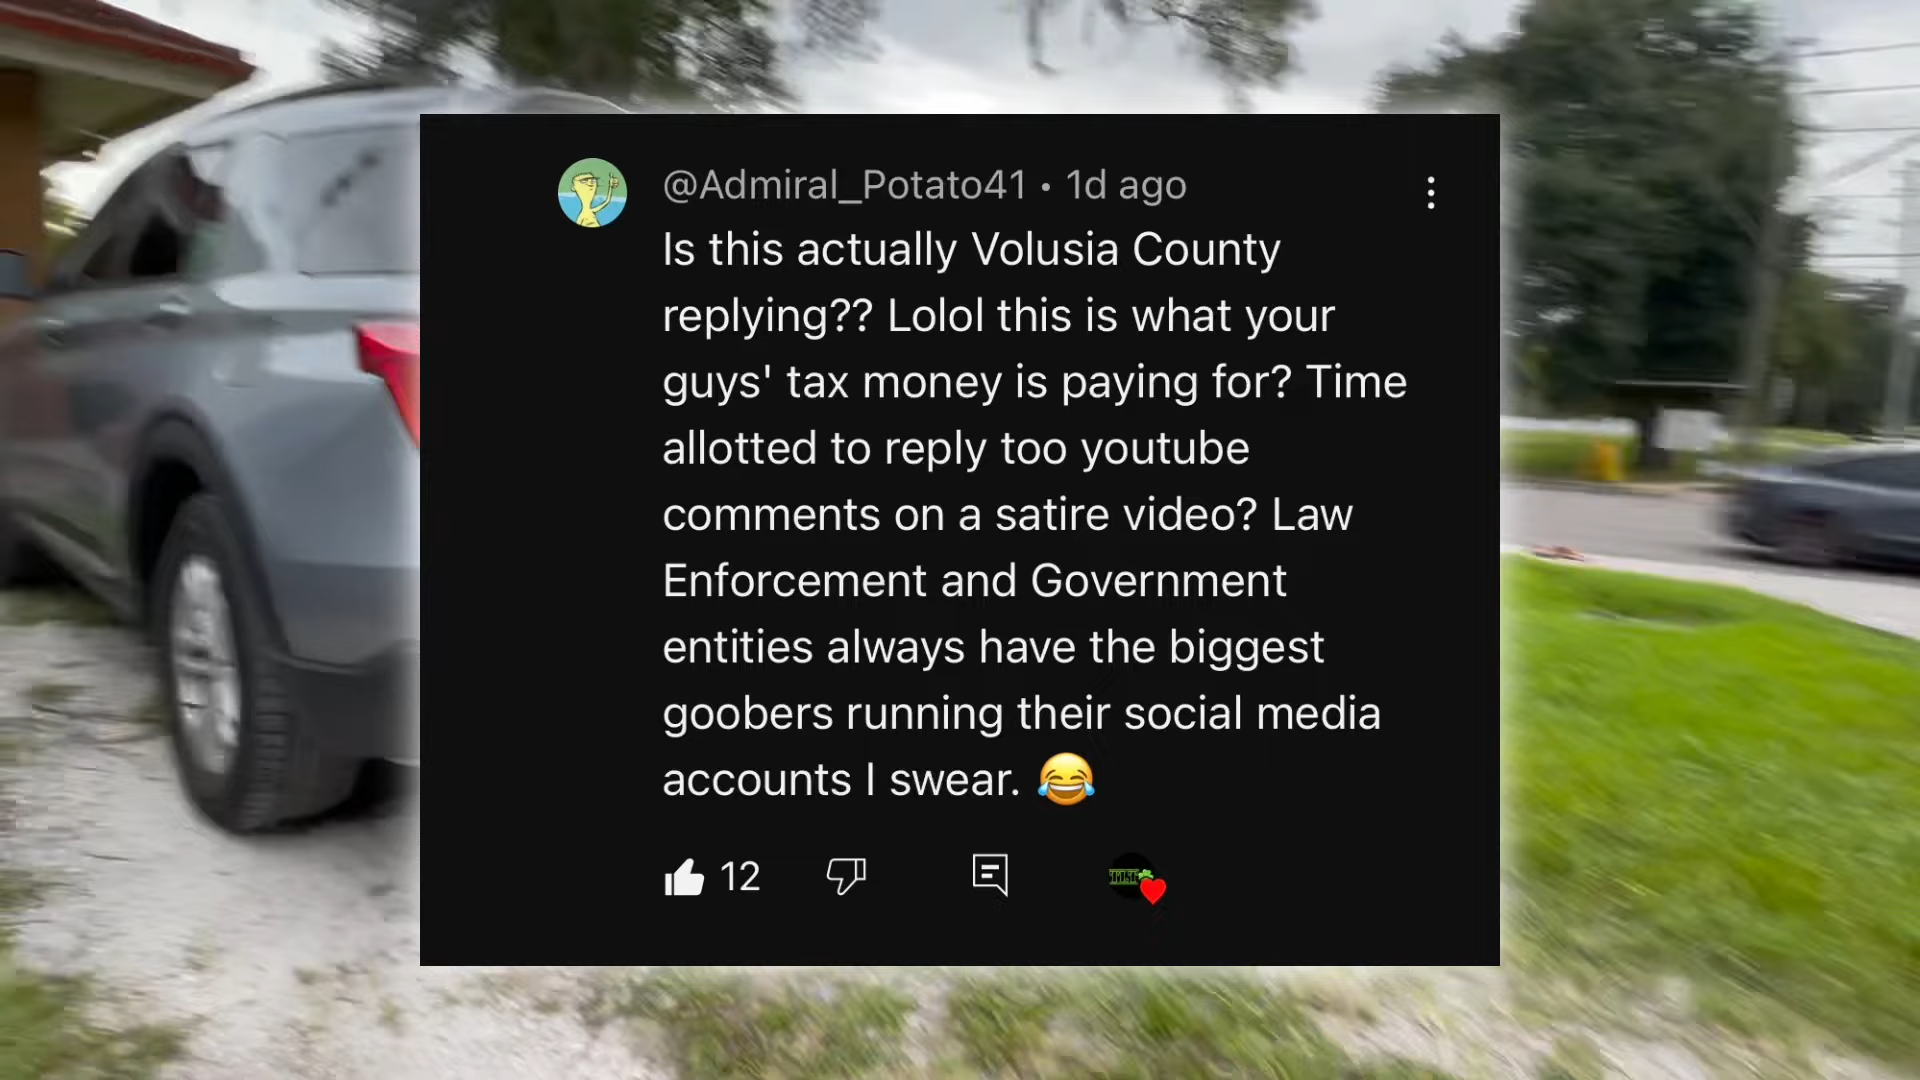 @Admiral_Potato41 • 1d ago
Is this actually Volusia County
replying?? Lolol this is what your
guys' tax money is paying for? Time
allotted to reply too youtube
comments on a satire video? Law
Enforcement and Government
entities always have the biggest
goobers running their social media
accounts I swear. 😂
12